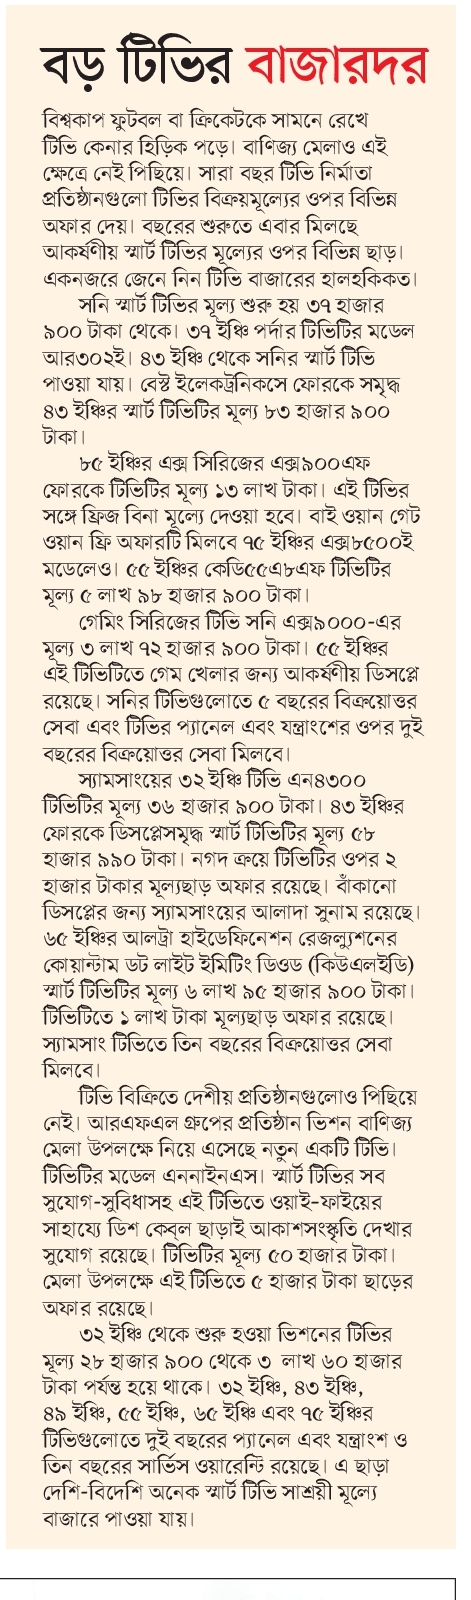 বড় টিভির বাজারদর
বিশ্বকাপ ফুটবল বা ক্রিকেটকে সামনে রেখে
টিভি কেনার হিড়িক পড়ে। বাণিজ্য মেলাও এই
ক্ষেত্রে নেই পিছিয়ে। সারা বছর টিভি নির্মাতা
প্রতিষ্ঠানগুলো টিভির বিক্রয়মূল্যের ওপর বিভিন্ন
অফার দেয়। বছরের শুরুতে এবার মিলছে
আকর্ষণীয় স্মার্ট টিভির মূল্যের ওপর বিভিন্ন ছাড়।
একনজরে জেনে নিন টিভি বাজারের হালহকিকত।
সনি স্মার্ট টিভির মূল্য শুরু হয় ৩৭ হাজার
৯০০ টাকা থেকে। ৩৭ ইঞ্চি পর্দার টিভিটির মডেল
আর৩০২ই। ৪৩ ইঞ্চি থেকে সনির স্মার্ট টিভি
পাওয়া যায়। বেস্ট ইলেকট্রনিকসে ফোরকে সমৃদ্ধ
৪৩ ইঞ্চির স্মার্ট টিভিটির মূল্য ৮৩ হাজার ৯০০
টাকা।
৮৫ ইঞ্চির এক্স সিরিজের এক্স৯০০এফ
ফোরকে টিভিটির মূল্য ১৩ লাখ টাকা। এই টিভির
সঙ্গে ফ্রিজ বিনা মূল্যে দেওয়া হবে। বাই ওয়ান গেট
ওয়ান ফ্রি অফারটি মিলবে ৭৫ ইঞ্চির এক্স৮৫০০ই
মডেলেও। ৫৫ ইঞ্চির কেডি৫৫এ৮এফ টিভিটির
মূল্য ৫ লাখ ৯৮ হাজার ৯০০ টাকা।
গেমিং সিরিজের টিভি সনি এক্স৯০০০-এর
মূল্য ৩ লাখ ৭২ হাজার ৯০০ টাকা। ৫৫ ইঞ্চির
এই টিভিটিতে গেম খেলার জন্য আকর্ষণীয় ডিসপ্লে
রয়েছে। সনির টিভিগুলোতে ৫ বছরের বিক্রয়োত্তর
সেবা এবং টিভির প্যানেল এবং যন্ত্রাংশের ওপর দুই
বছরের বিক্রয়োত্তর সেবা মিলবে।
স্যামসাংয়ের ৩২ ইঞ্চি টিভি এন৪৩০০
টিভিটির মূল্য ৩৬ হাজার ৯০০ টাকা। ৪৩ ইঞ্চির
ফোরকে ডিসপ্লেসমৃদ্ধ স্মার্ট টিভিটির মূল্য ৫৮
হাজার ৯৯০ টাকা। নগদ ক্রয়ে টিভিটির ওপর ২
হাজার টাকার মূল্যছাড় অফার রয়েছে। বাঁকানো
ডিসপ্লের জন্য স্যামসাংয়ের আলাদা সুনাম রয়েছে।
৬৫ ইঞ্চির আলট্রা হাইডেফিনেশন রেজল্যুশনের
কোয়ান্টাম ডট লাইট ইমিটিং ডিওড (কিউএলইডি)
স্মার্ট টিভিটির মূল্য ৬ লাখ ৯৫ হাজার ৯০০ টাকা।
টিভিটিতে ১ লাখ টাকা মূল্যছাড় অফার রয়েছে।
স্যামসাং টিভিতে তিন বছরের বিক্রয়োত্তর সেবা
মিলবে।
টিভি বিক্রিতে দেশীয় প্রতিষ্ঠানগুলোও পিছিয়ে
নেই। আরএফএল গ্রুপের প্রতিষ্ঠান ভিশন বাণিজ্য
মেলা উপলক্ষে নিয়ে এসেছে নতুন একটি টিভি।
টিভিটির মডেল এননাইনএস। স্মার্ট টিভির সব
সুযোগ-সুবিধাসহ এই টিভিতে ওয়াই-ফাইয়ের
সাহায্যে ডিশ কেব্‌ল ছাড়াই আকাশসংস্কৃতি দেখার
সুযোগ রয়েছে। টিভিটির মূল্য ৫০ হাজার টাকা।
মেলা উপলক্ষে এই টিভিতে ৫ হাজার টাকা ছাড়ের
অফার রয়েছে।
৩২ ইঞ্চি থেকে শুরু হওয়া ভিশনের টিভির
মূল্য ২৮ হাজার ৯০০ থেকে ৩ লাখ ৬০ হাজার
টাকা পর্যন্ত হয়ে থাকে। ৩২ ইঞ্চি, ৪৩ ইঞ্চি,
৪৯ ইঞ্চি, ৫৫ ইঞ্চি, ৬৫ ইঞ্চি এবং ৭৫ ইঞ্চির
টিভিগুলোতে দুই বছরের প্যানেল এবং যন্ত্রাংশ ও
তিন বছরের সার্ভিস ওয়ারেন্টি রয়েছে। এ ছাড়া
দেশি-বিদেশি অনেক স্মার্ট টিভি সাশ্রয়ী মূল্যে
বাজারে পাওয়া যায়।